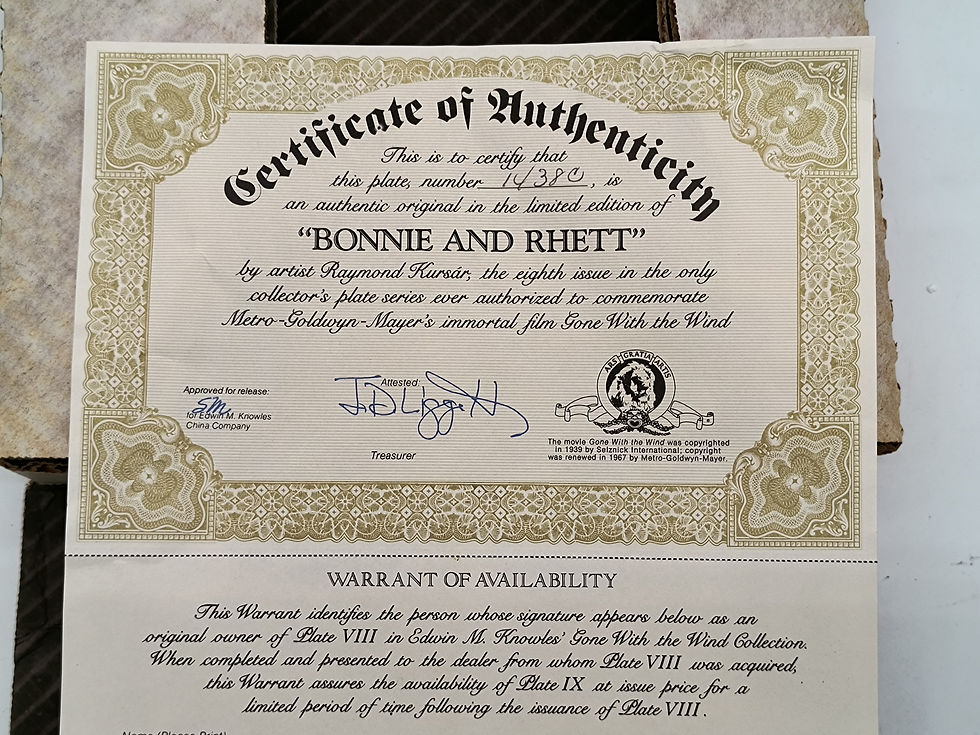 Certificate of Authenticity
This is to certify that
this plate, number 14380, is
an authentic original in the limited edition of
“BONNIE AND RHETT”
by artist Raymond Kursár, the eighth issue in the only
collector's plate series ever authorized to commemorate
Metro-Goldwyn-Mayer's immortal film Gone With the Wind
Approved for release:
SM
for Edwin M. Knowles
China Company
Attested:
Treasurer
ARS GRATIA ARTIS
The movie Gone With the Wind was copyrighted
in 1939 by Selznick International; copyright
was renewed in 1967 by Metro-Goldwyn-Mayer.
WARRANT OF AVAILABILITY
This Warrant identifies the person whose signature appears below as an
original owner of Plate VIII in Edwin M. Knowles' Gone With the Wind Collection.
When completed and presented to the dealer from whom Plate VIII was acquired,
this Warrant assures the availability of Plate IX at issue price for a
limited period of time following the issuance of Plate VIII.
Name (Please Print)